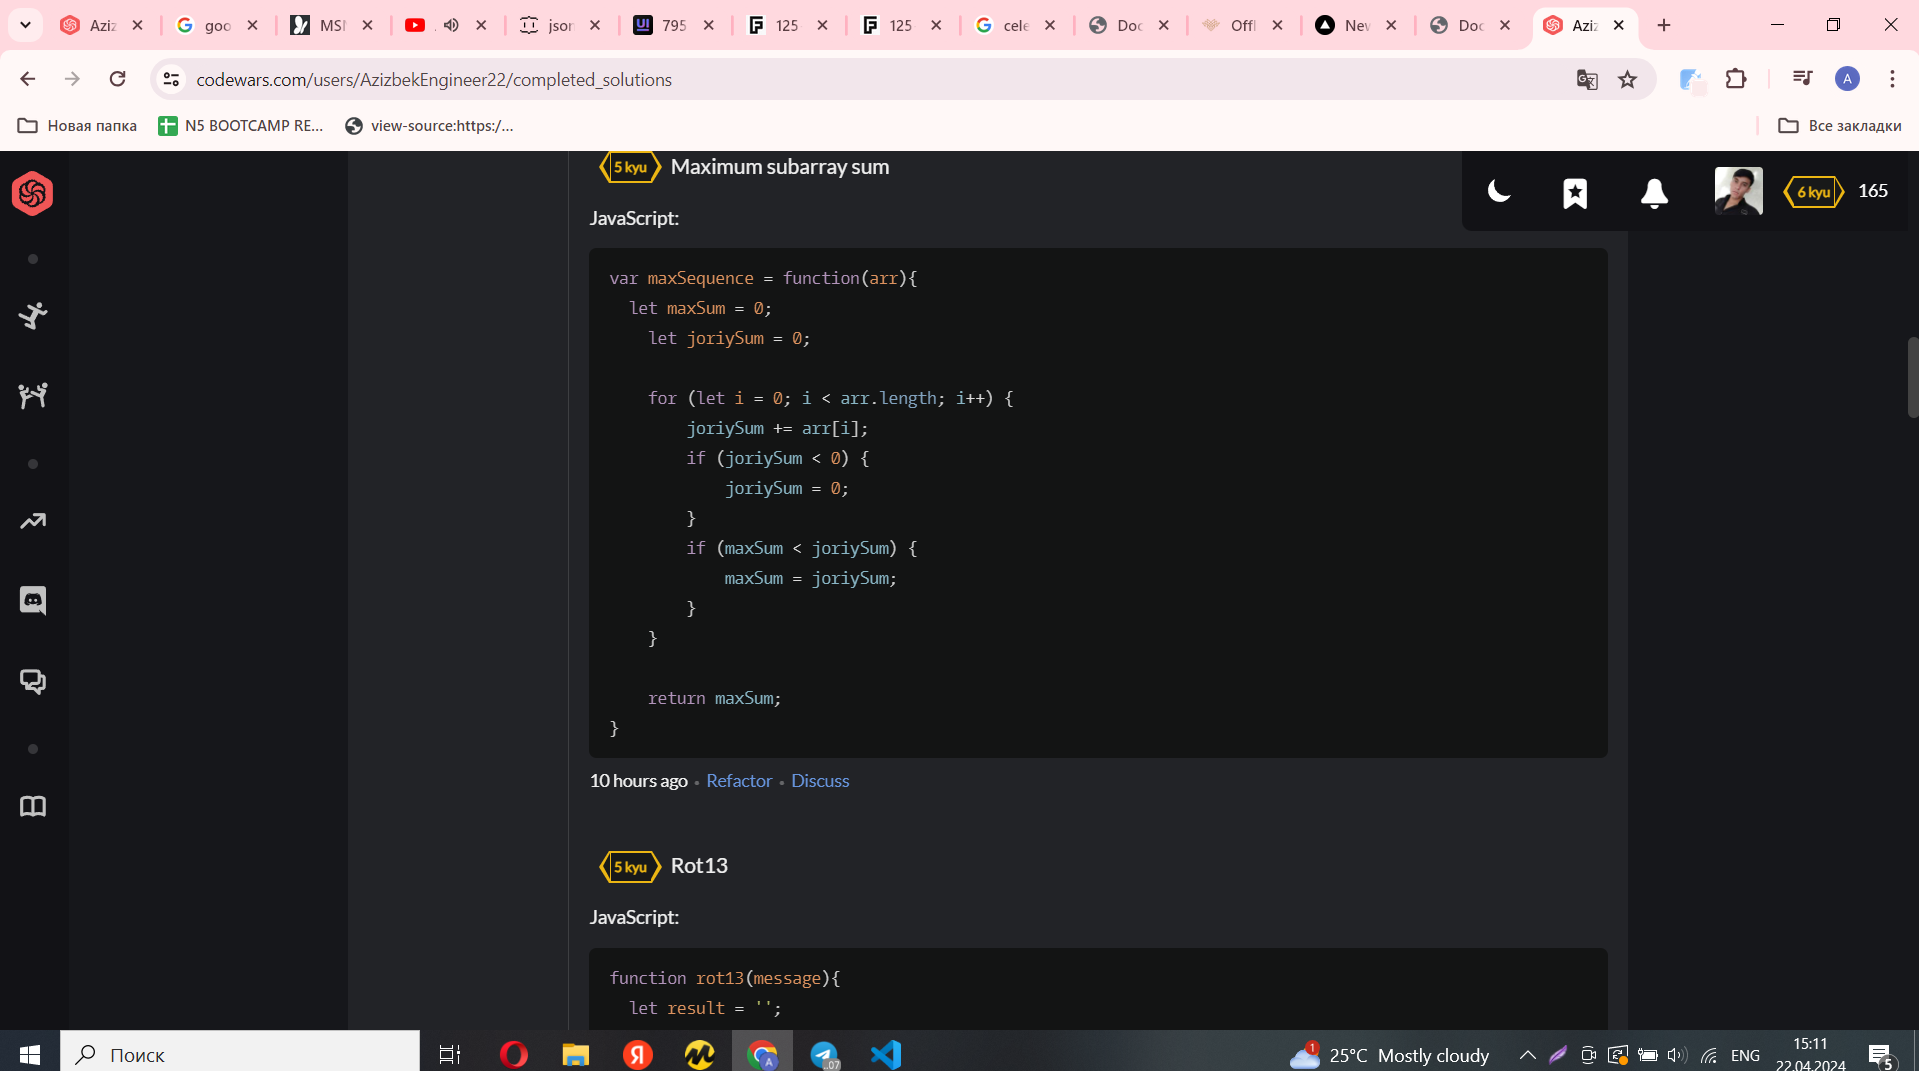 Aziz
goo
MSN
json
795
125
125
cele
Doc
Offl
New
Doc
Aziz
codewars.com/users/AzizbekEngineer22/completed_solutions
A
Новая папка
N5 BOOTCAMP RE...
view-source:https:/...
Все закладки
5 kyu Maximum subarray sum
6 kyu 165
JavaScript:
var maxSequence = function(arr){
let maxSum = 0;
let joriySum = 0;
for (let i = 0; i < arr.length; i++) {
joriySum += arr[i];
if (joriySum < 0) {
joriySum = 0;
}
if (maxSum < joriySum) {
maxSum = joriySum;
}
}
return maxSum;
}
10 hours ago • Refactor • Discuss
5 kyu Rot13
JavaScript:
function rot13(message){
let result = '';
Поиск
1
25°C Mostly cloudy
ENG
15:11
22.04.2024
5